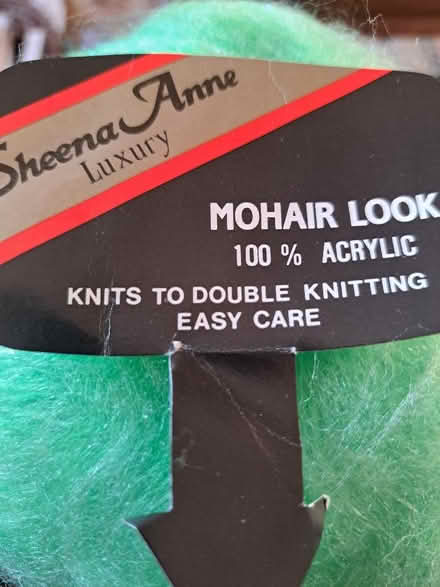 Sheena Anne
Luxury
MOHAIR LOOK
100 % ACRYLIC
KNITS TO DOUBLE KNITTING
EASY CARE